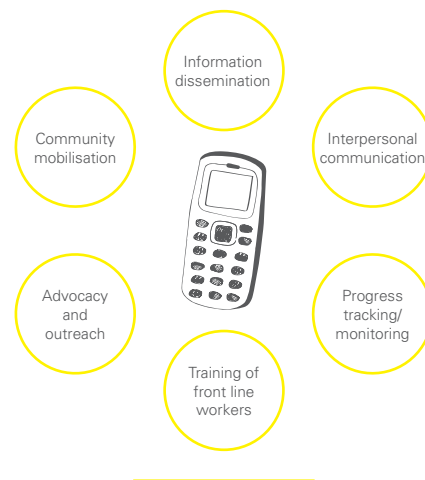 Information
dissemination
Community
mobilisation
Interpersonal
communication
Advocacy
and
outreach
Progress
tracking/
monitoring
Training of
front line
workers